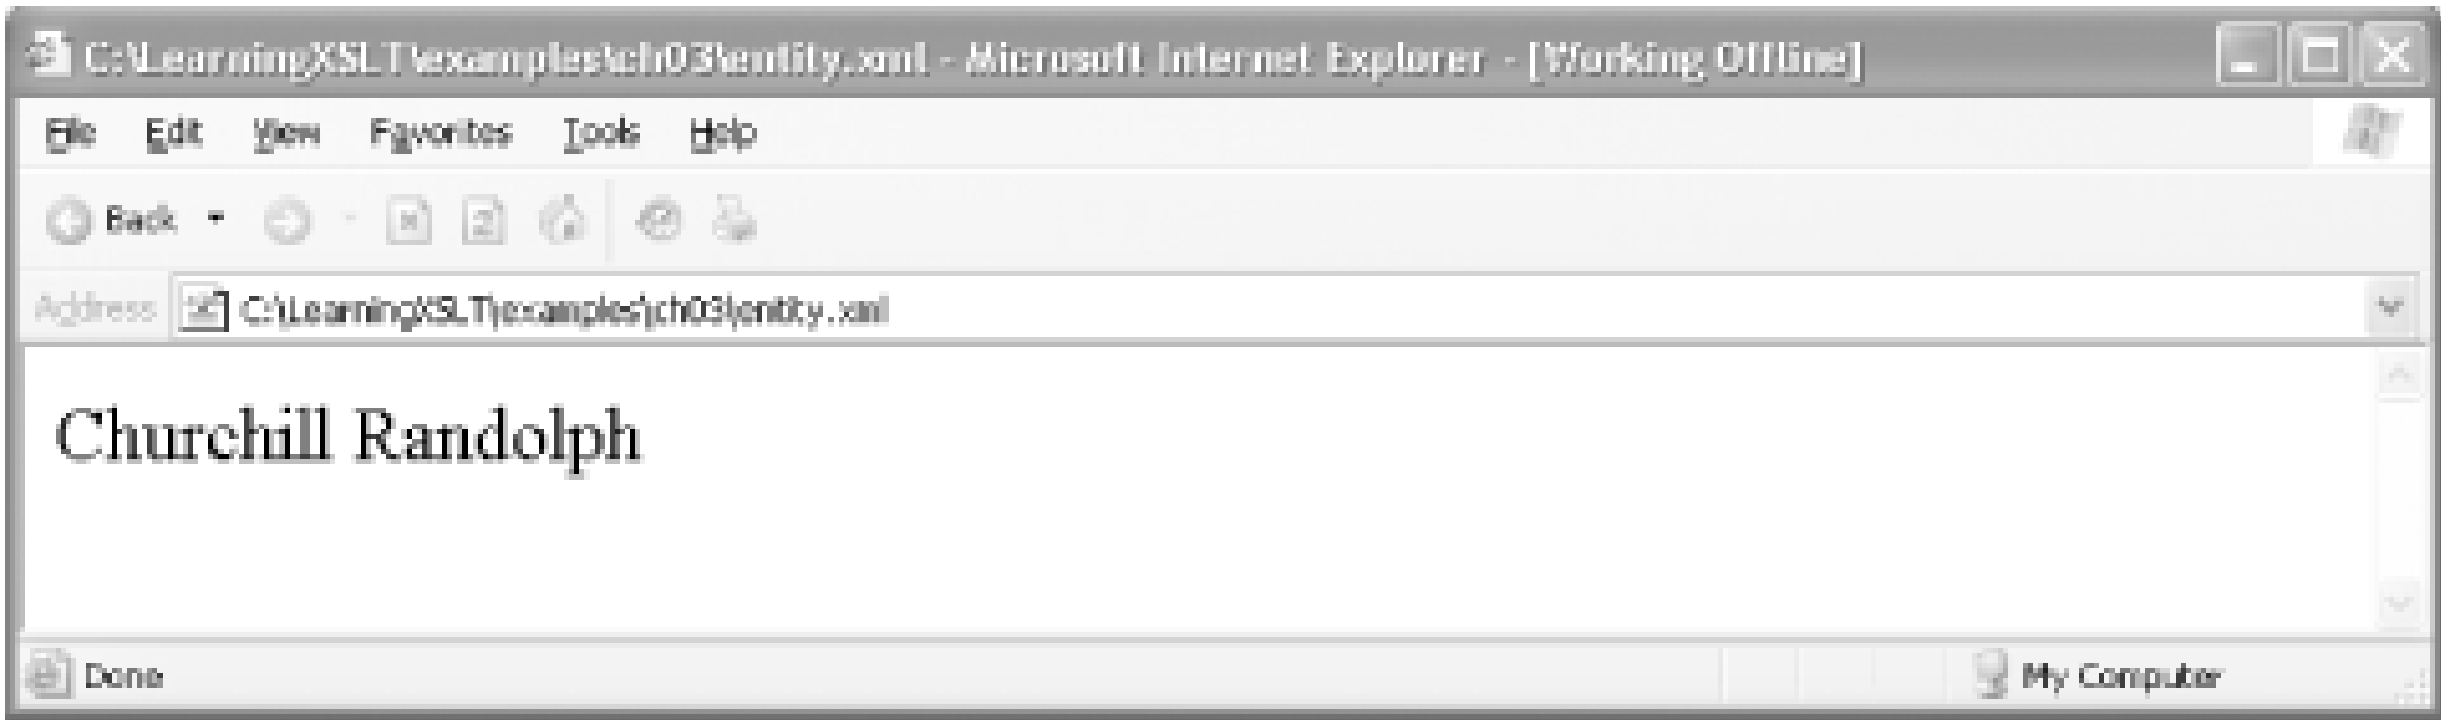 C:\LearningXSLT\examples\ch03\entity.xml - Microsoft Internet Explorer - [Working Offline]
File Edit View Favorites Tools Help
Back
Address C:\LearningXSLT\examples\ch03\entity.xml
Churchill Randolph
Done My Computer